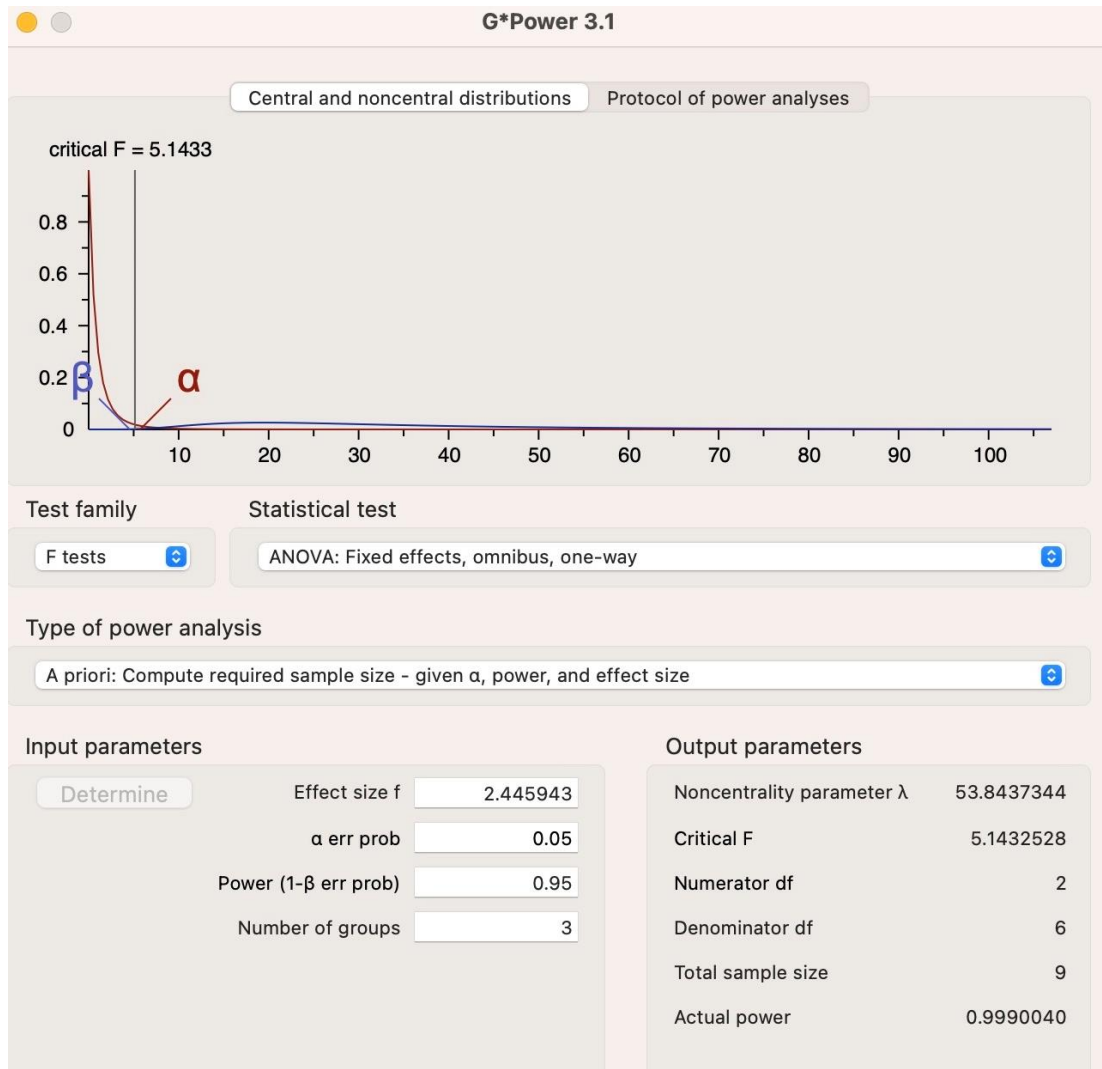 G*Power 3.1
Central and noncentral distributions Protocol of power analyses
critical F = 5.1433
0.8
0.6
0.4
0.2 β α
0
10 20 30 40 50 60 70 80 90 100
Test family Statistical test
F tests ANOVA: Fixed effects, omnibus, one-way
Type of power analysis
A priori: Compute required sample size - given α, power, and effect size
Input parameters Output parameters
Determine Effect size f 2.445943 Noncentrality parameter λ 53.8437344
α err prob 0.05 Critical F 5.1432528
Power (1-β err prob) 0.95 Numerator df 2
Number of groups 3 Denominator df 6
Total sample size 9
Actual power 0.9990040